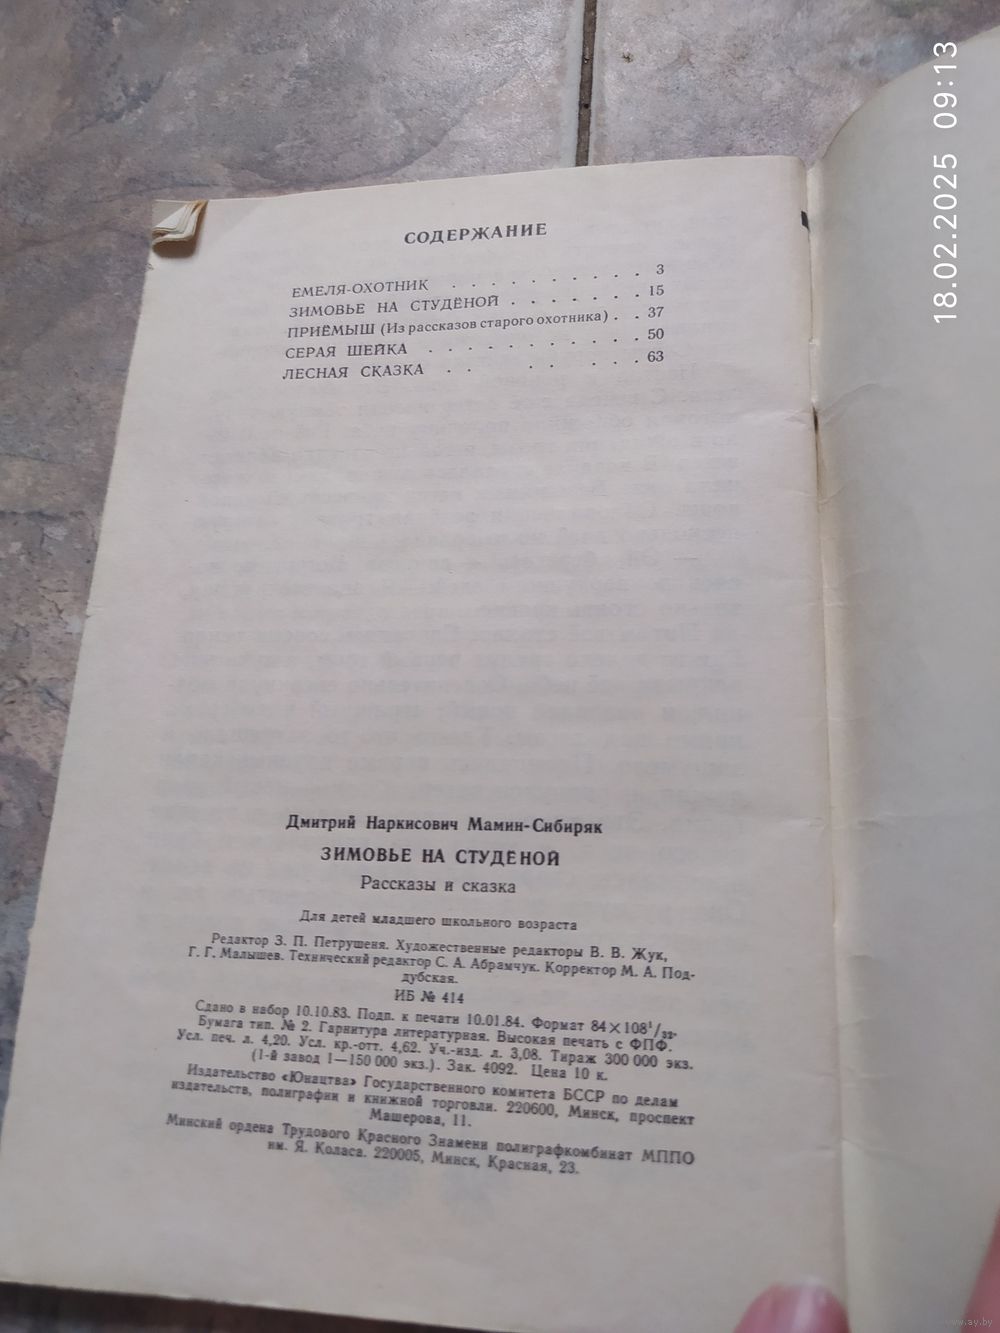 СОДЕРЖАНИЕ
ЕМЕЛЯ-ОХОТНИК . . . . . . . . . 3
ЗИМОВЬЕ НА СТУДЁНОЙ . . . . . . . 15
ПРИЁМЫШ (Из рассказов старого охотника) . . 37
СЕРАЯ ШЕЙКА . . . . . . . . . . 50
ЛЕСНАЯ СКАЗКА . . . . . . . 63
Дмитрий Наркисович Мамин-Сибиряк
ЗИМОВЬЕ НА СТУДЕНОЙ
Рассказы и сказка
Для детей младшего школьного возраста
Редактор З. П. Петрушеня. Художественные редакторы В. В. Жук,
Г. Г. Малышев. Технический редактор С. А. Абрамчук. Корректор М. А. Под-
дубская.
ИБ № 414
Сдано в набор 10.10.83. Подп. к печати 10.01.84. Формат 84×108¹/₃₂.
Бумага тип. № 2. Гарнитура литературная. Высокая печать с ФПФ.
Усл. печ. л. 4,20. Усл. кр.-отт. 4,62. Уч.-изд. л. 3,08. Тираж 300 000 экз.
(1-й завод 1—150 000 экз.). Зак. 4092. Цена 10 к.
Издательство «Юнацтва» Государственного комитета БССР по делам
издательств, полиграфии и книжной торговли. 220600, Минск, проспект
Машерова, 11.
Минский ордена Трудового Красного Знамени полиграфкомбинат МППО
им. Я. Коласа. 220005, Минск, Красная, 23.
18.02.2025 09:13
www.ay.by